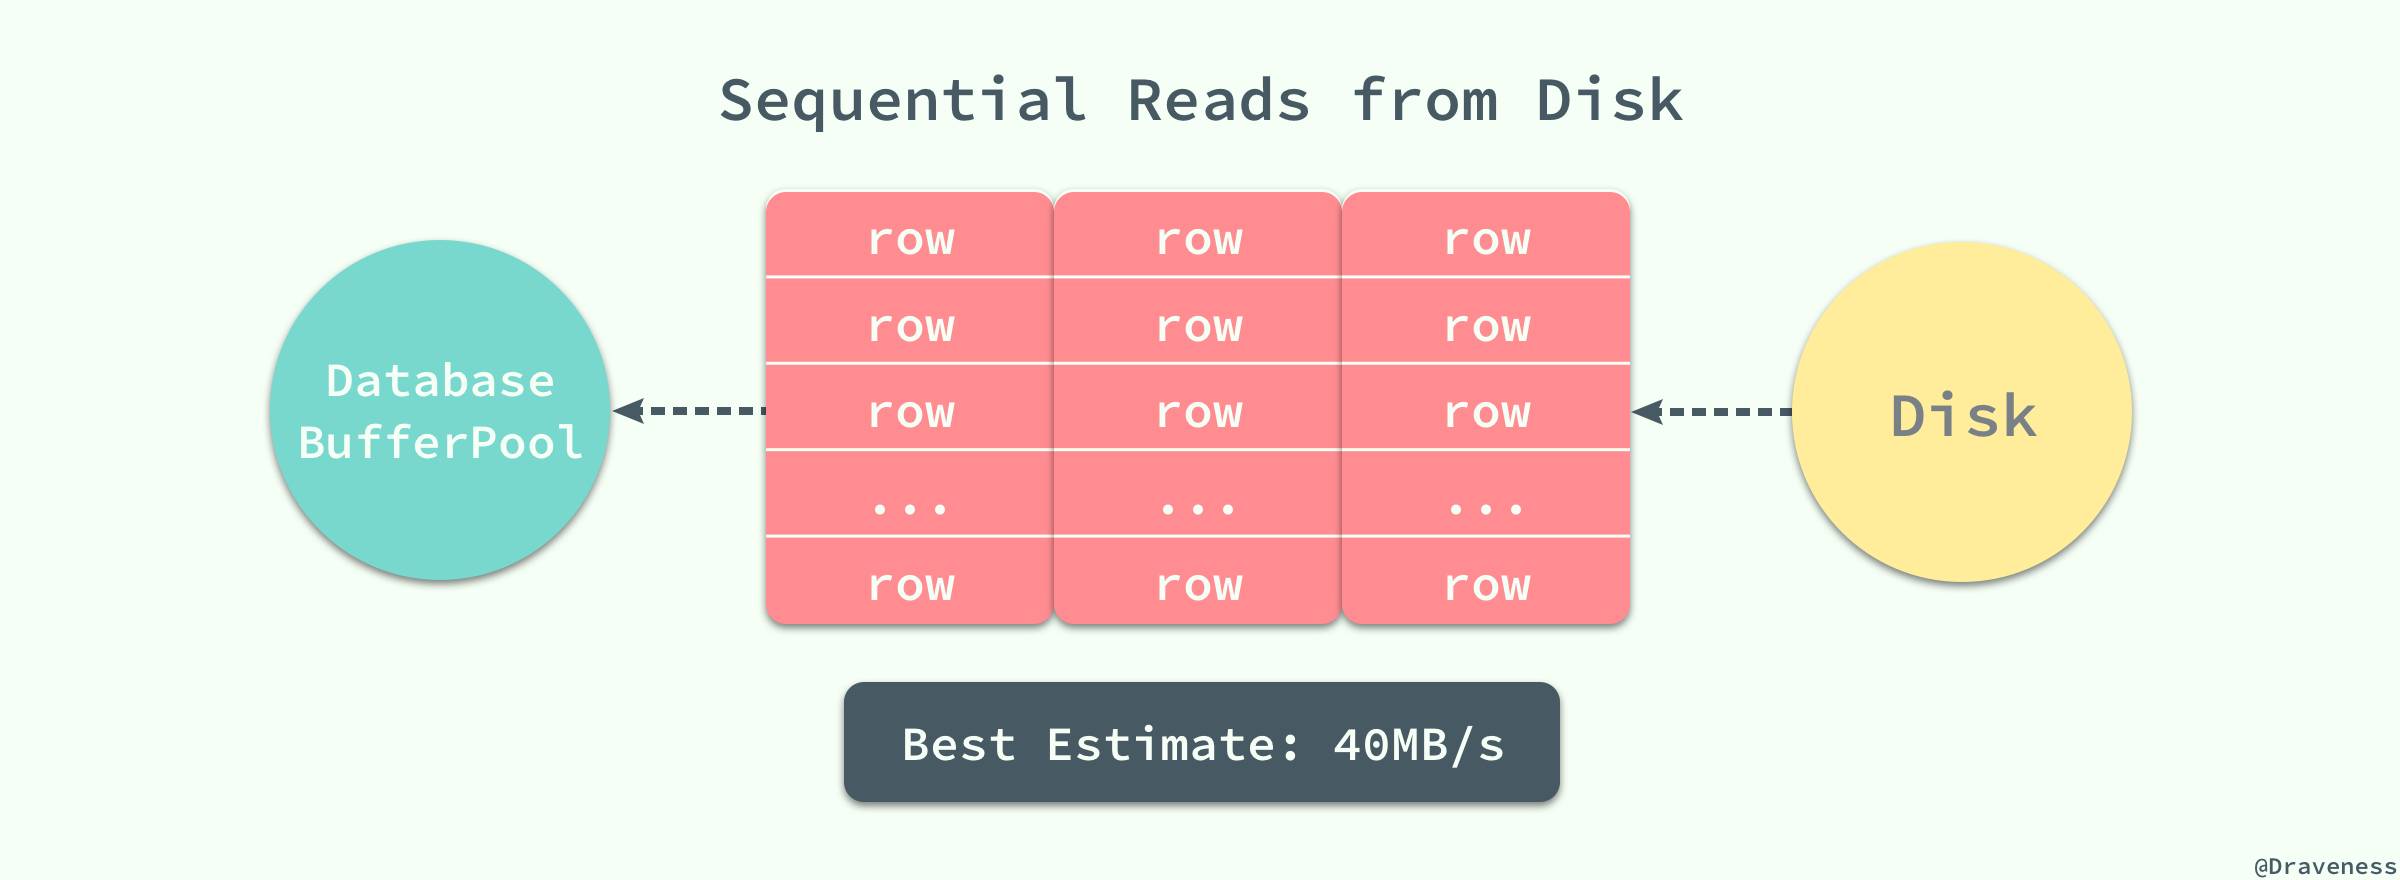 Sequential Reads from Disk
row row row
row row row
Database
row row row
Disk
BufferPool
... ... ...
row row row
Best Estimate: 40MB/s
@Draveness